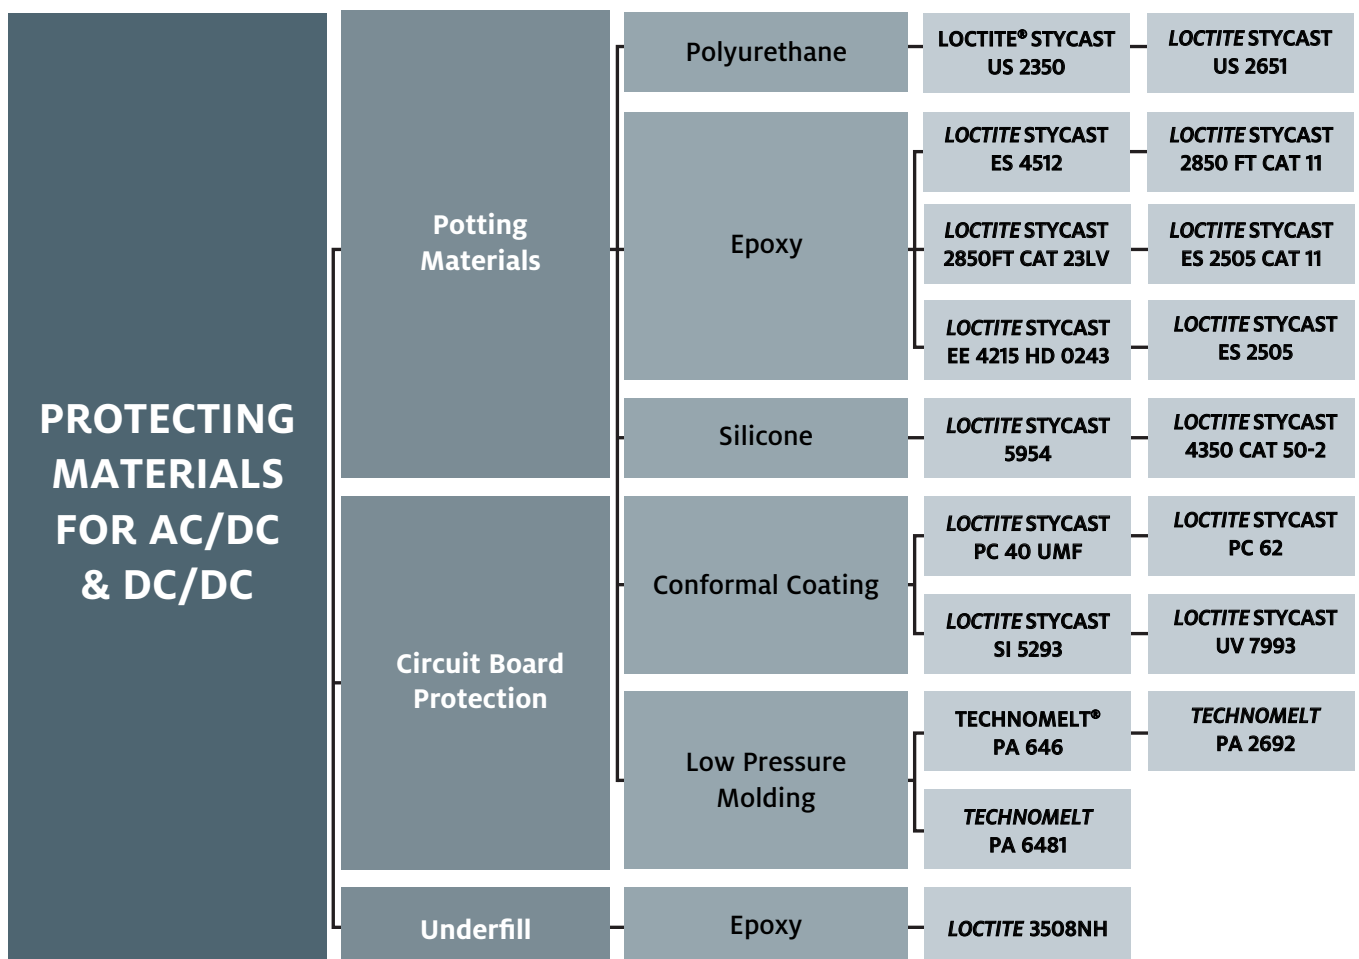 PROTECTING
MATERIALS
FOR AC/DC
& DC/DC
Potting
Materials
Polyurethane
LOCTITE® STYCAST
US 2350
LOCTITE STYCAST
US 2651
Epoxy
LOCTITE STYCAST
ES 4512
LOCTITE STYCAST
2850 FT CAT 11
LOCTITE STYCAST
2850FT CAT 23LV
LOCTITE STYCAST
ES 2505 CAT 11
LOCTITE STYCAST
EE 4215 HD 0243
LOCTITE STYCAST
ES 2505
Silicone
LOCTITE STYCAST
5954
LOCTITE STYCAST
4350 CAT 50-2
Circuit Board
Protection
Conformal Coating
LOCTITE STYCAST
PC 40 UMF
LOCTITE STYCAST
PC 62
LOCTITE STYCAST
SI 5293
LOCTITE STYCAST
UV 7993
Low Pressure
Molding
TECHNOMELT®
PA 646
TECHNOMELT
PA 2692
TECHNOMELT
PA 6481
Underfill
Epoxy
LOCTITE 3508NH